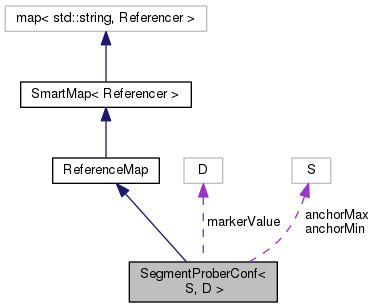 map< std::string, Referencer >
SmartMap< Referencer >
ReferenceMap
D
S
markerValue
anchorMax
anchorMin
SegmentProberConf<
S, D >